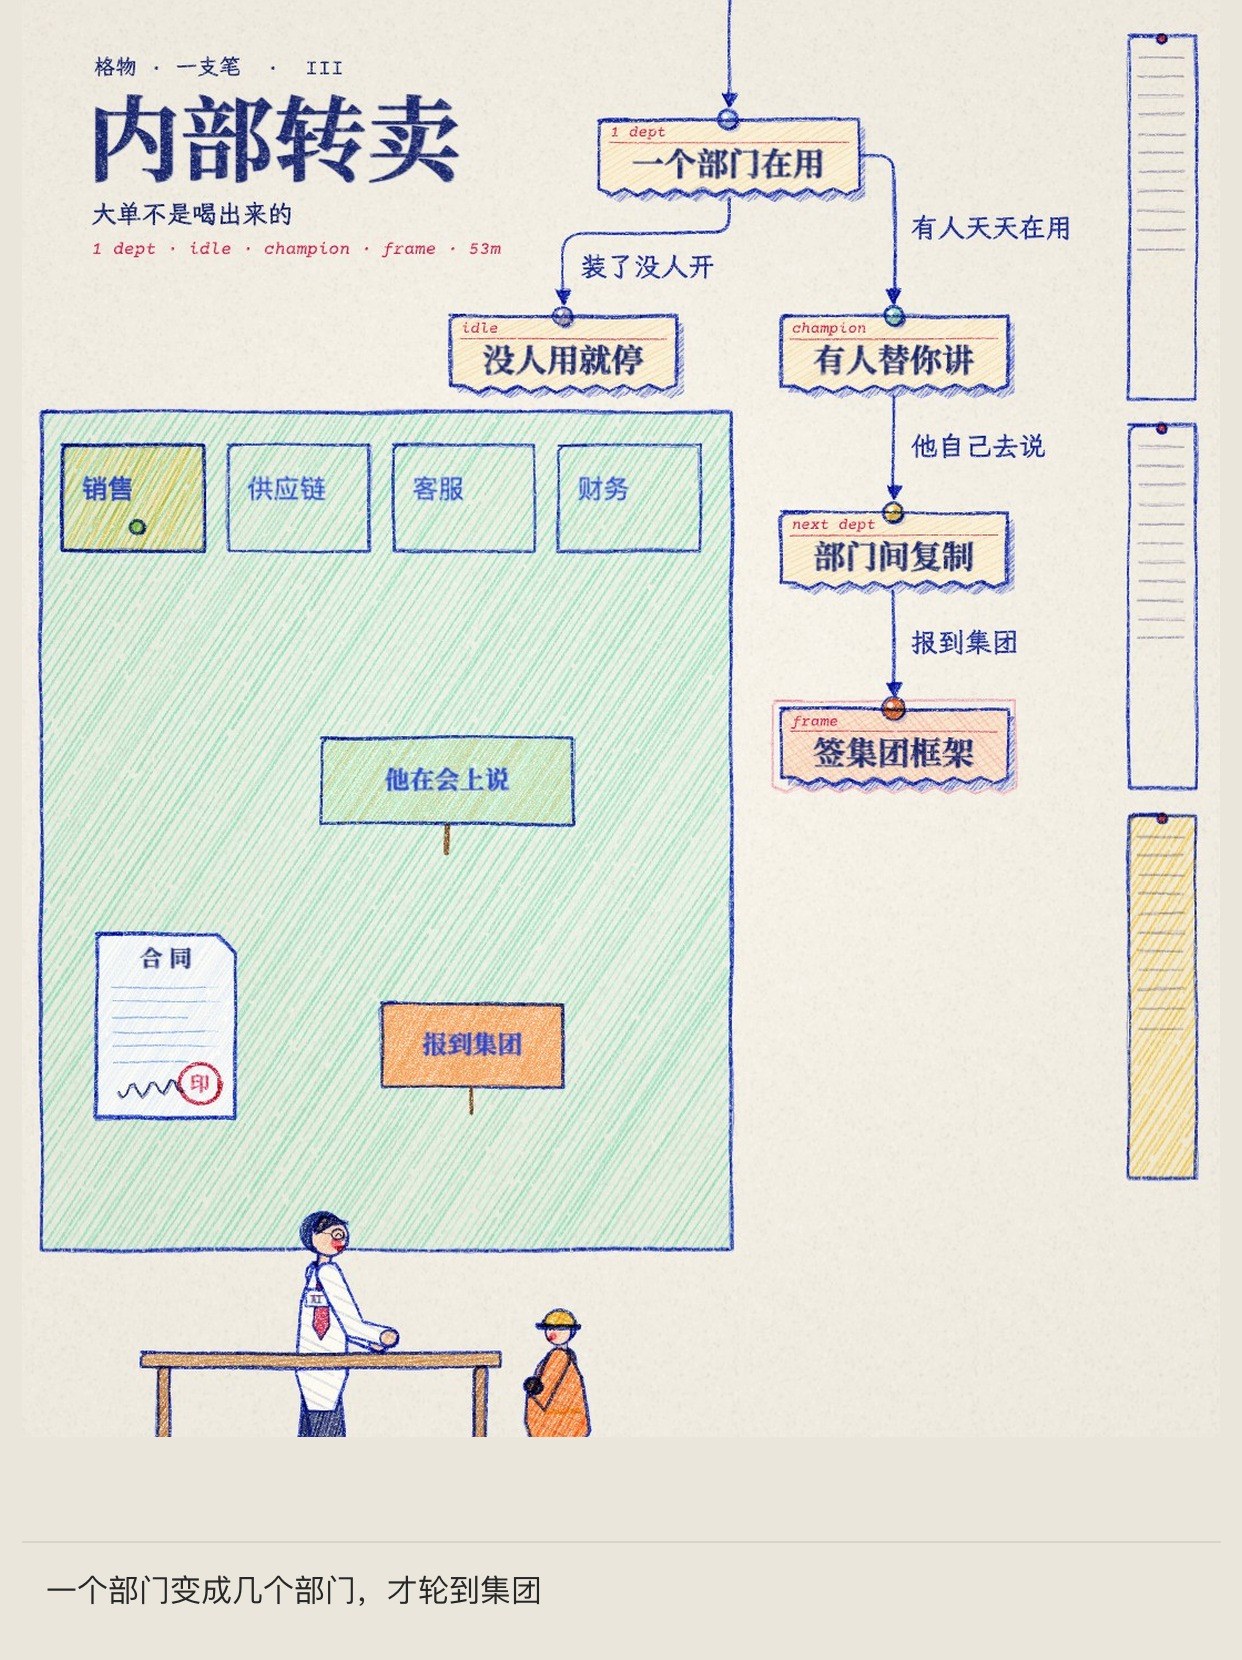 格物 · 一支笔 · III
内部转卖
大单不是喝出来的
1 dept · idle · champion · frame · 53m
1 dept
一个部门在用
装了没人开
有人天天在用
idle
没人用就停
champion
有人替你讲
他自己去说
next dept
部门间复制
报到集团
frame
签集团框架
销售
供应链
客服
财务
他在会上说
合同
印
报到集团
一个部门变成几个部门，才轮到集团